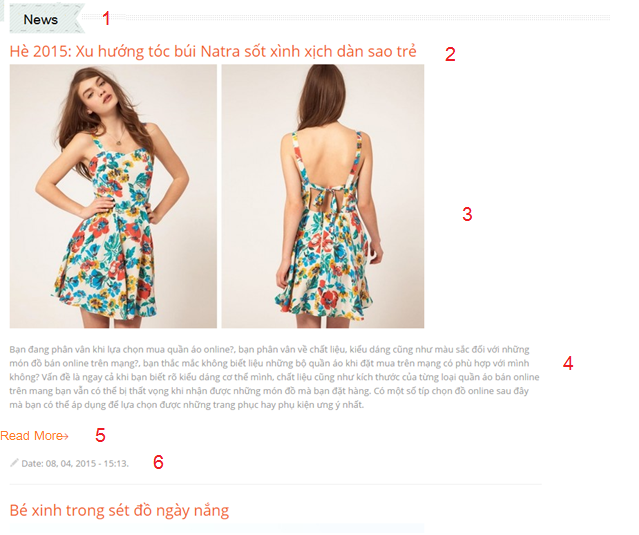 News 1
Hè 2015: Xu hướng tóc búi Natra sốt xình xịch dàn sao trẻ 2
3
Bạn đang phân vân khi lựa chọn mua quần áo online?, bạn phân vân về chất liệu, kiểu dáng cũng như màu sắc đối với những
món đồ bán online trên mạng?, bạn thắc mắc không biết liệu những bộ quần áo khi đặt mua trên mạng có phù hợp với mình
không? Vấn đề là ngay cả khi bạn biết rõ kiểu dáng cơ thể mình, chất liệu cũng như kích thước của từng loại quần áo bán online
trên mạng bạn vẫn có thể bị thất vọng khi nhận được những món đồ mà bạn đặt hàng. Có một số típ chọn đồ online sau đây
mà bạn có thể áp dụng để lựa chọn được những trang phục hay phụ kiện ưng ý nhất.
4
Read More→ 5
Date: 08, 04, 2015 - 15:13. 6
Bé xinh trong sét đồ ngày nắng